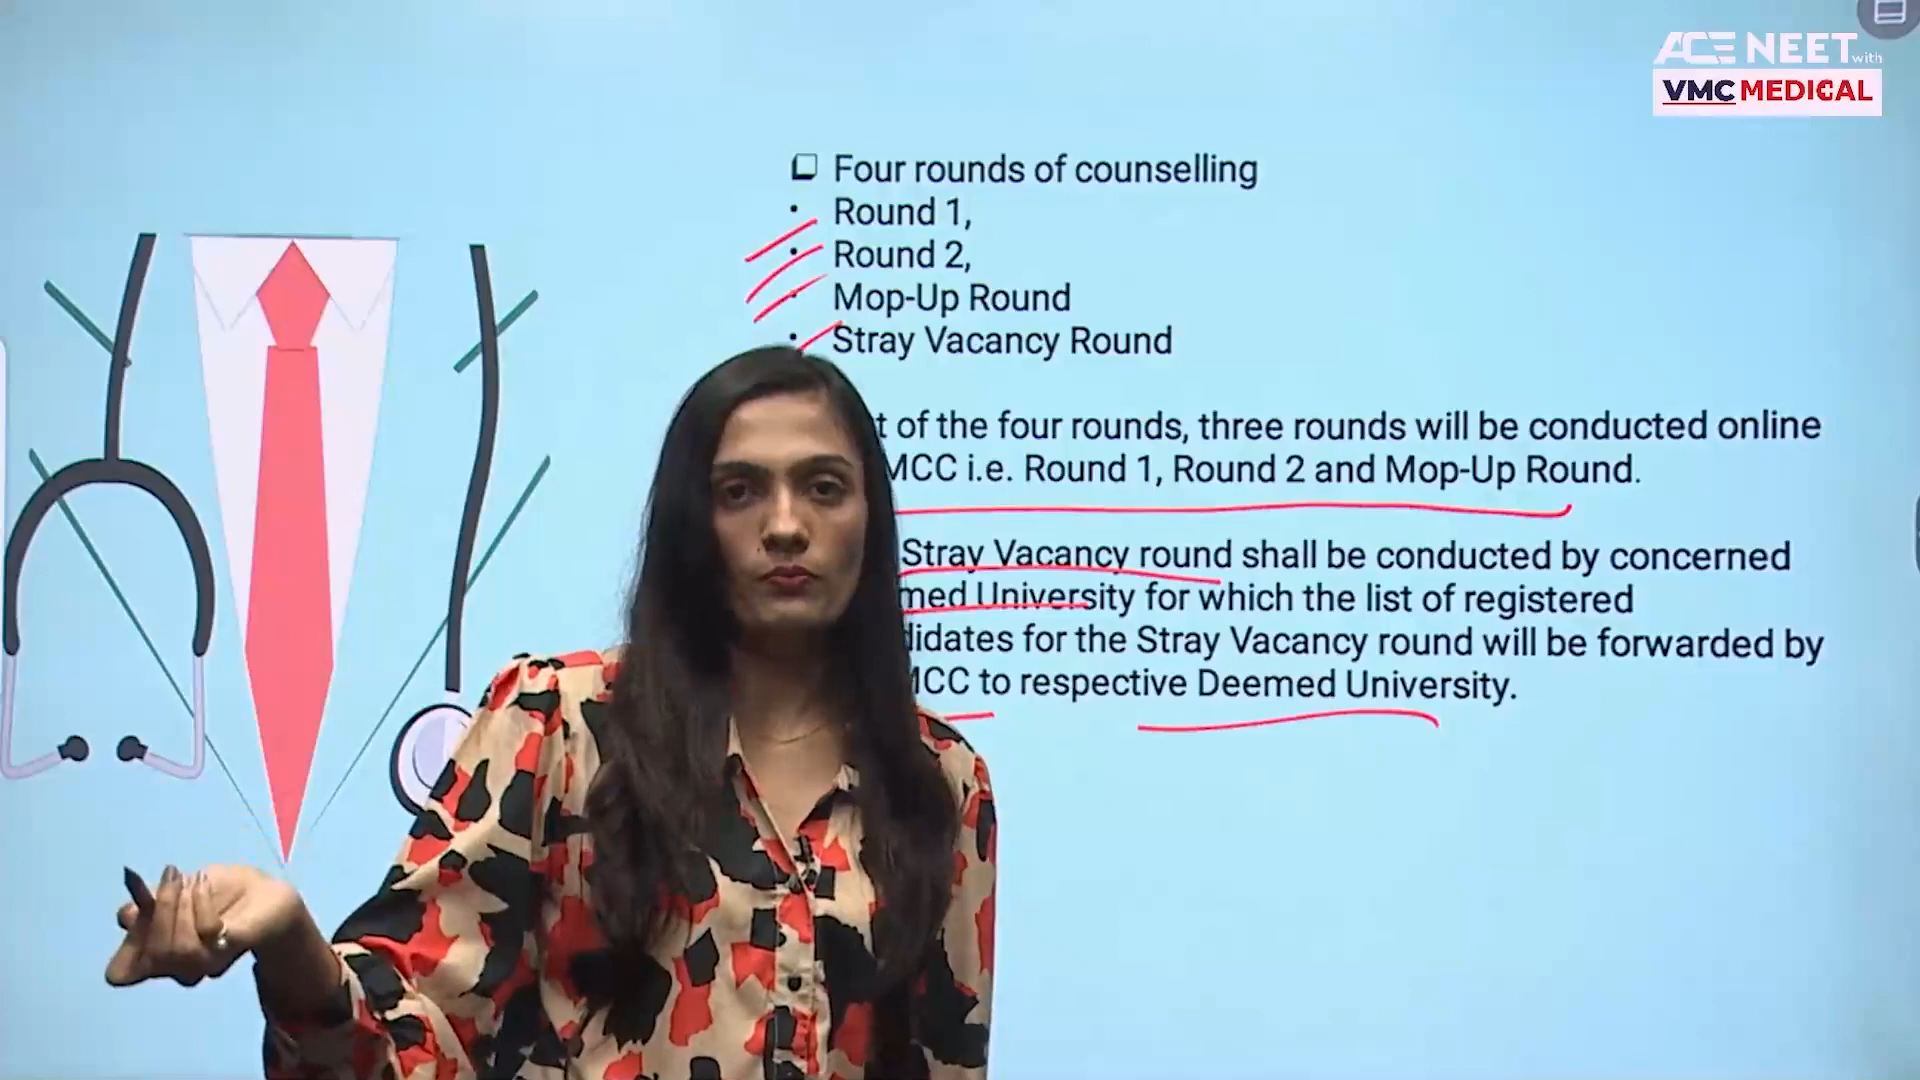 ACE NEET with
VMC MEDICAL
Four rounds of counselling
Round 1,
Round 2,
Mop-Up Round
Stray Vacancy Round
of the four rounds, three rounds will be conducted online
MCC i.e. Round 1, Round 2 and Mop-Up Round.
Stray Vacancy round shall be conducted by concerned
University for which the list of registered
for the Stray Vacancy round will be forwarded by
to respective Deemed University.